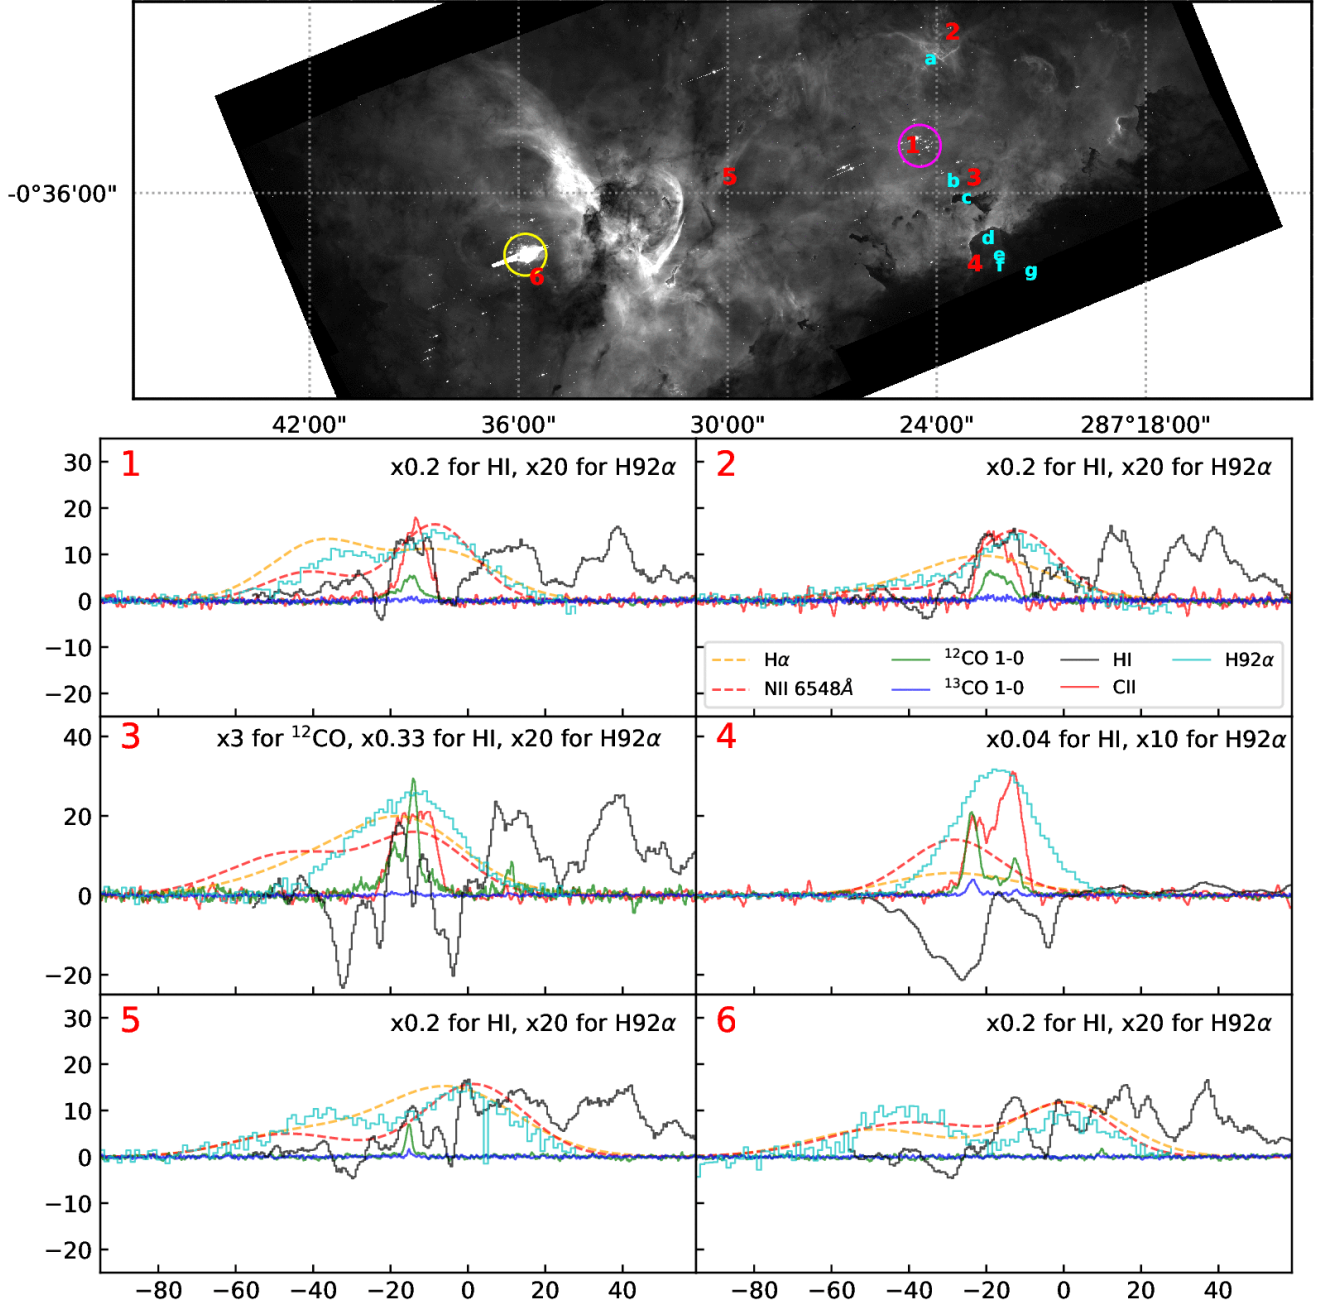 2
a
1
3
b
c
5
d
e
4
f
g
6
-0°36'00"
42'00" 36'00" 30'00" 24'00" 287°18'00"
1
x0.2 for HI, x20 for H92α
2
x0.2 for HI, x20 for H92α
30
20
10
0
−10
−20
Hα
NII 6548Å
¹²CO 1-0
¹³CO 1-0
HI
CII
H92α
3
x3 for ¹²CO, x0.33 for HI, x20 for H92α
4
x0.04 for HI, x10 for H92α
40
20
0
−20
5
x0.2 for HI, x20 for H92α
6
x0.2 for HI, x20 for H92α
30
20
10
0
−10
−20
−80 −60 −40 −20 0 20 40 −80 −60 −40 −20 0 20 40